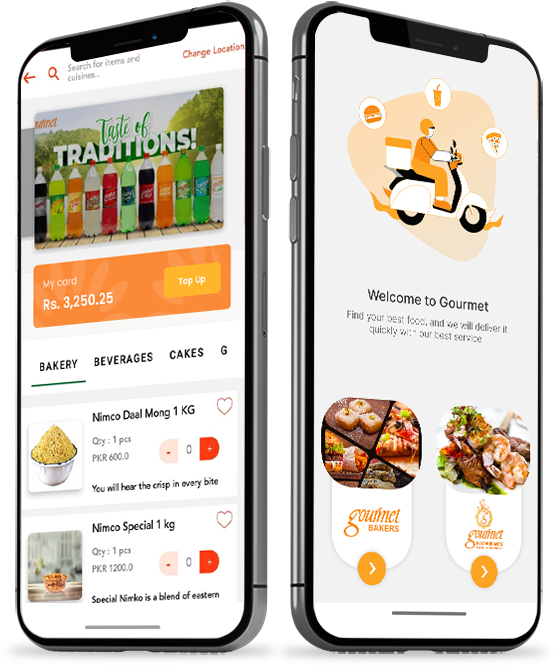 Search for items and
cuisines..
Change Location
Taste of
TRADITIONS!
My card
Rs. 3,250.25
Top Up
BAKERY
BEVERAGES
CAKES
G
Nimco Daal Mong 1 KG
Qty : 1 pcs
PKR 600.0
- 0 +
You will hear the crisp in every bite
Nimco Special 1 kg
Qty : 1 pcs
PKR 1200.0
- 0 +
Special Nimko is a blend of eastern
Welcome to Gourmet
Find your best food, and we will deliver it
quickly with our best service
gourmet
BAKERS
gourmet